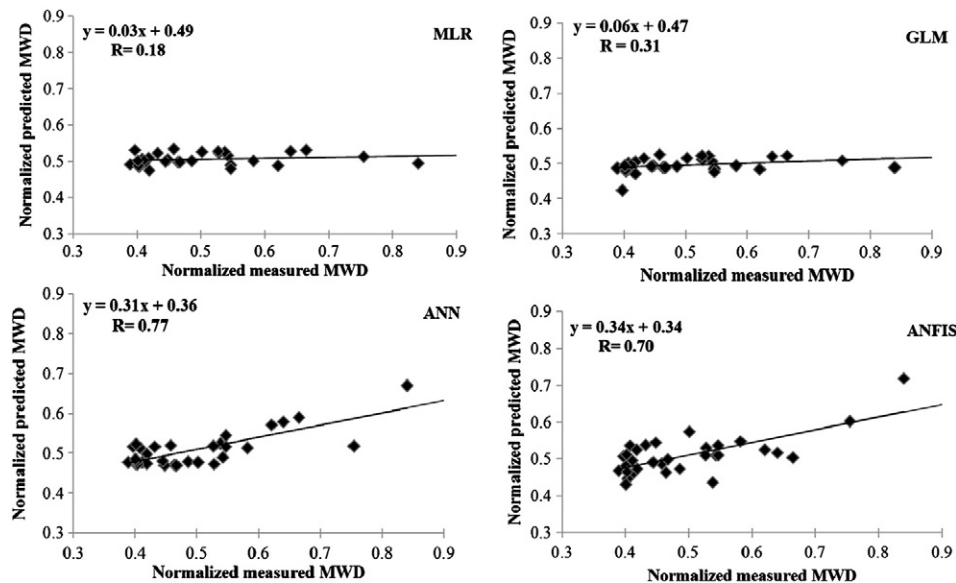 y = 0.03x + 0.49
R= 0.18
MLR
Normalized predicted MWD
0.9
0.8
0.7
0.6
0.5
0.4
0.3
0.3 0.4 0.5 0.6 0.7 0.8 0.9
Normalized measured MWD
y = 0.06x + 0.47
R = 0.31
GLM
Normalized predicted MWD
0.9
0.8
0.7
0.6
0.5
0.4
0.3
0.3 0.4 0.5 0.6 0.7 0.8 0.9
Normalized measured MWD
y = 0.31x + 0.36
R= 0.77
ANN
Normalized predicted MWD
0.9
0.8
0.7
0.6
0.5
0.4
0.3
0.3 0.4 0.5 0.6 0.7 0.8 0.9
Normalized measured MWD
y = 0.34x + 0.34
R= 0.70
ANFIS
Normalized predicted MWD
0.9
0.8
0.7
0.6
0.5
0.4
0.3
0.3 0.4 0.5 0.6 0.7 0.8 0.9
Normalized measured MWD